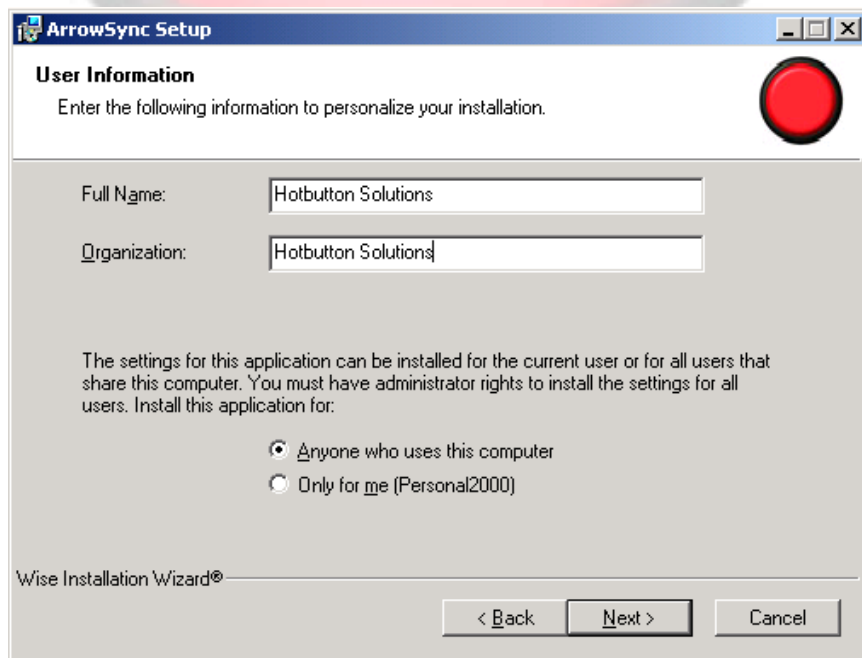 ArrowSync Setup
User Information
Enter the following information to personalize your installation.
Full Name:
Hotbutton Solutions
Organization:
Hotbutton Solutions
The settings for this application can be installed for the current user or for all users that
share this computer. You must have administrator rights to install the settings for all
users. Install this application for:
Anyone who uses this computer
Only for me (Personal2000)
Wise Installation Wizard®
< Back
Next >
Cancel